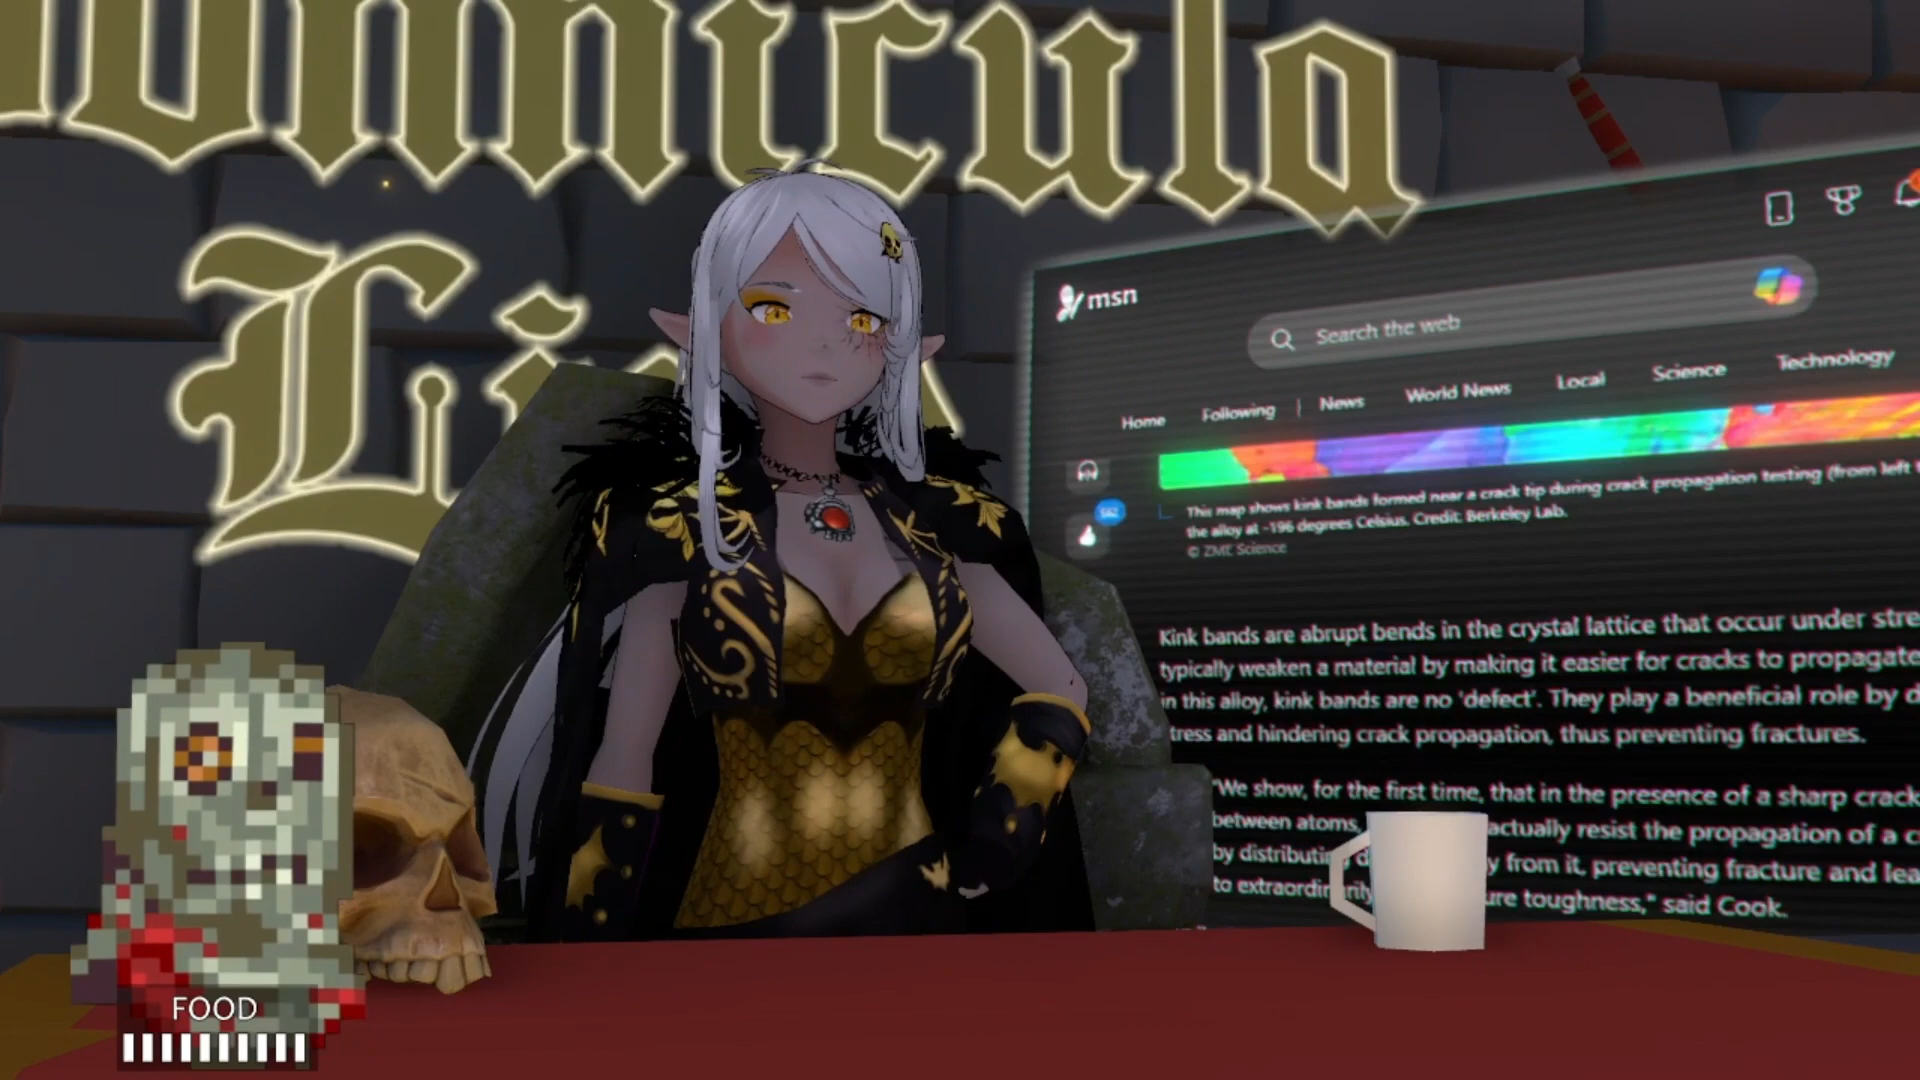 msn
Search the web
Home Following | News World News Local Science Technology
This map shows kink bands formed near a crack tip during crack propagation testing (from left
the alloy at -196 degrees Celsius. Credit: Berkeley Lab.
© ZME Science
Kink bands are abrupt bends in the crystal lattice that occur under
typically weaken a material by making it easier for cracks to propagate
in this alloy, kink bands are no 'defect'. They play a beneficial role by
tress and hindering crack propagation, thus preventing fractures.
"We show, for the first time, that in the presence of a sharp crack
between atoms, actually resist the propagation of a
by from it, preventing fracture and
to toughness," said Cook.
FOOD